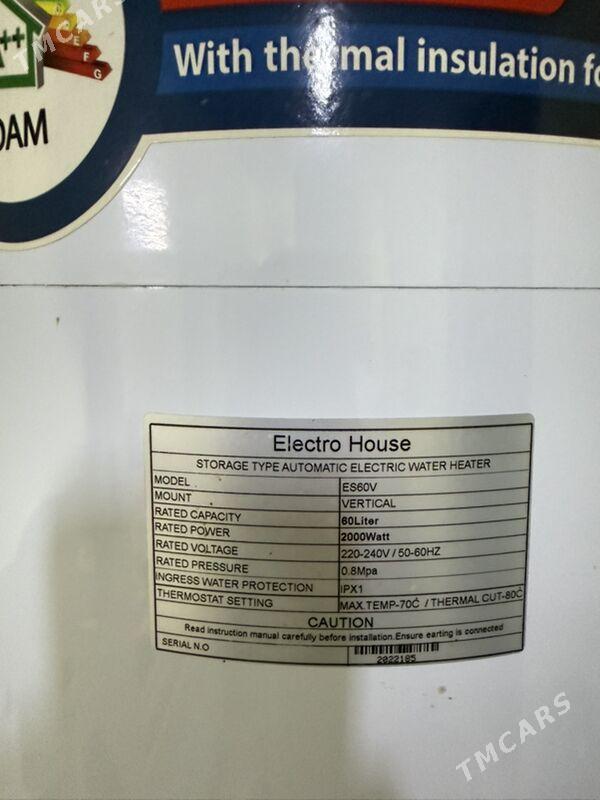 A++
E
F
G
OAM
TMCARS
With thermal insulation fo
Electro House
STORAGE TYPE AUTOMATIC ELECTRIC WATER HEATER
MODEL ES60V
MOUNT VERTICAL
RATED CAPACITY 60Liter
RATED POWER 2000Watt
RATED VOLTAGE 220-240V / 50-60HZ
RATED PRESSURE 0.8Mpa
INGRESS WATER PROTECTION IPX1
THERMOSTAT SETTING MAX.TEMP-70C̊ / THERMAL CUT-80C̊
CAUTION
Read instruction manual carefully before installation.Ensure earting is connected
SERIAL N.O 2022185
TMCARS